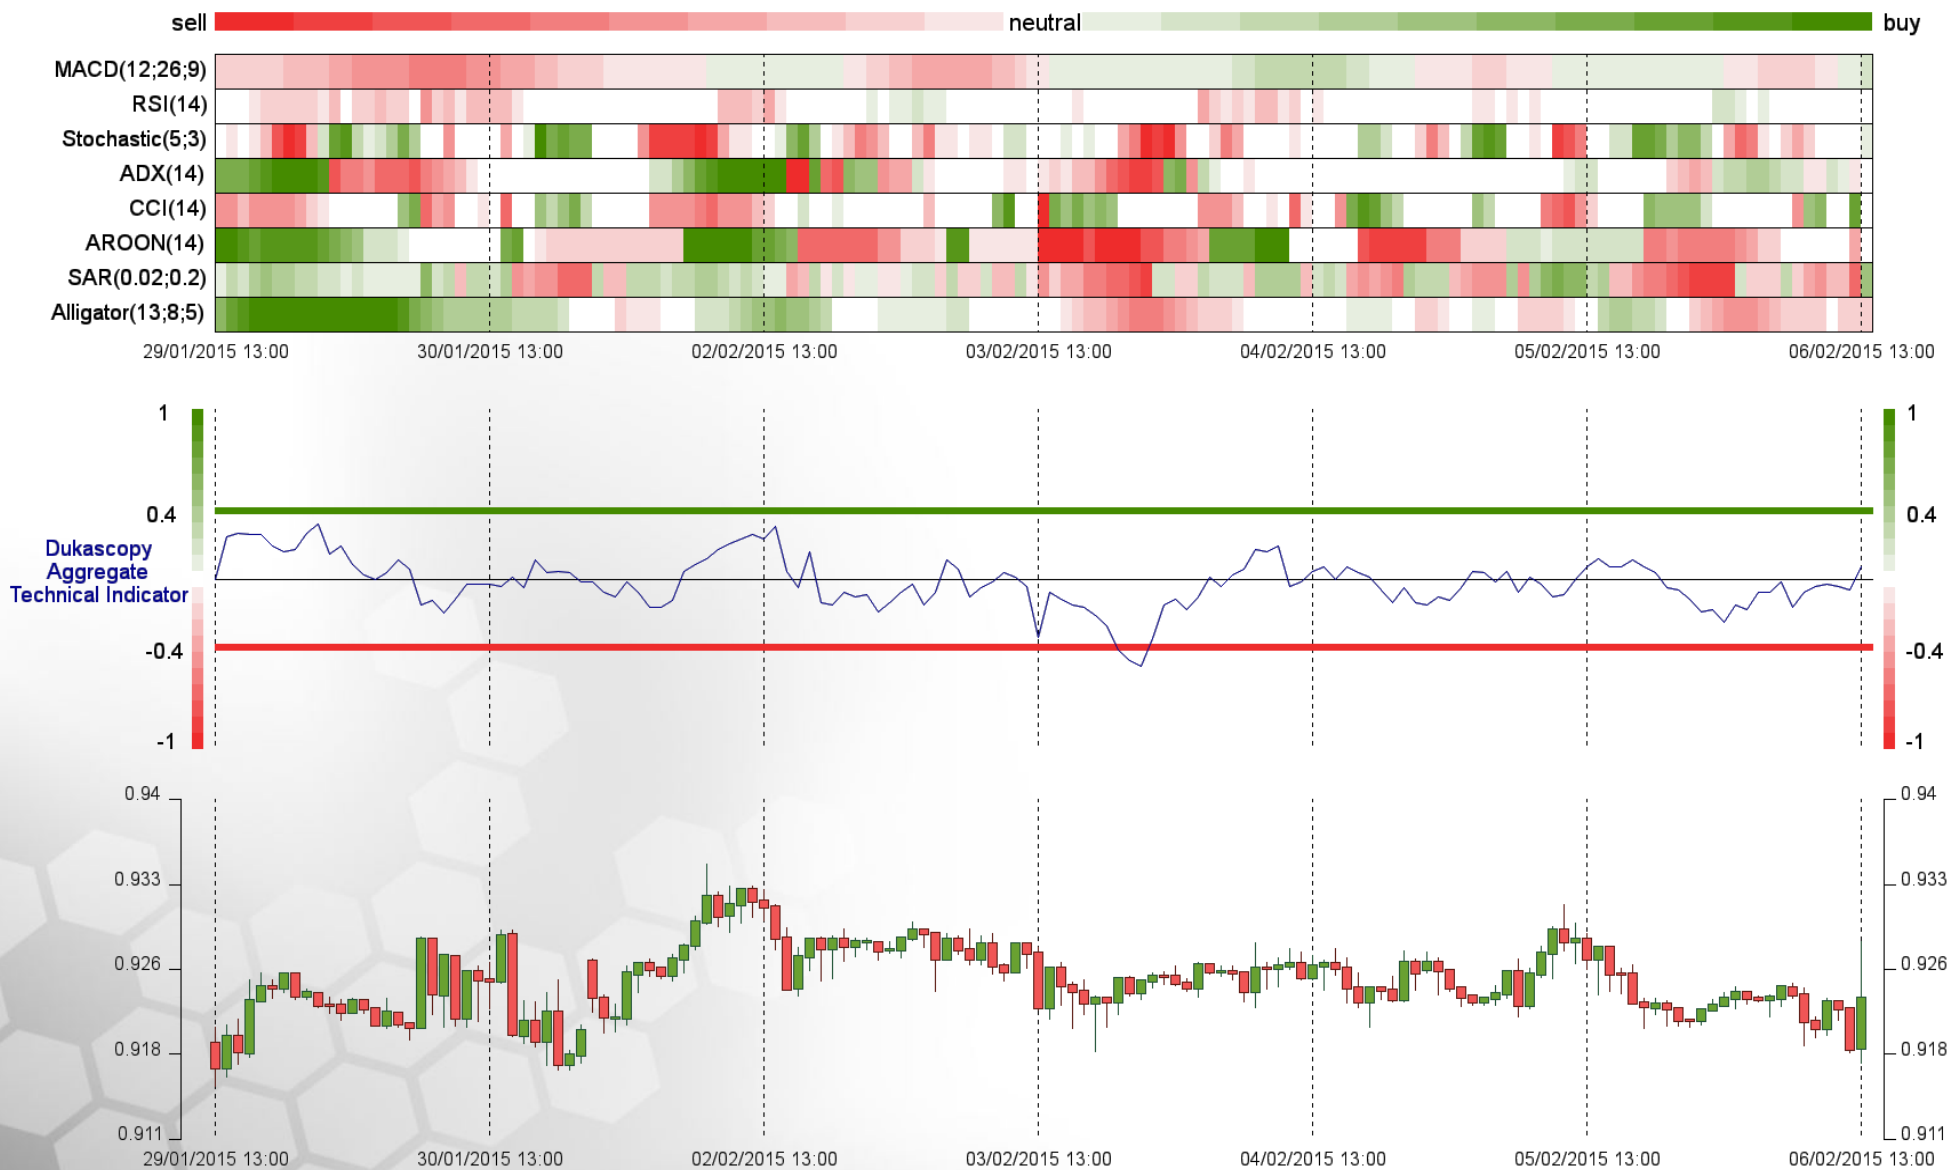 sell neutral buy
MACD(12;26;9)
RSI(14)
Stochastic(5;3)
ADX(14)
CCI(14)
AROON(14)
SAR(0.02;0.2)
Alligator(13;8;5)
29/01/2015 13:00 30/01/2015 13:00 02/02/2015 13:00 03/02/2015 13:00 04/02/2015 13:00 05/02/2015 13:00 06/02/2015 13:00
1 1
0.4 0.4
Dukascopy
Aggregate
Technical Indicator
-0.4 -0.4
-1 -1
0.94 0.94
0.933 0.933
0.926 0.926
0.918 0.918
0.911 0.911
29/01/2015 13:00 30/01/2015 13:00 02/02/2015 13:00 03/02/2015 13:00 04/02/2015 13:00 05/02/2015 13:00 06/02/2015 13:00